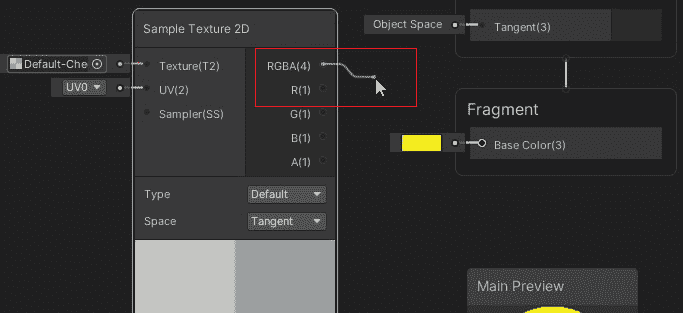 Sample Texture 2D
Default-Che
Texture(T2)
RGBA(4)
UV0
UV(2)
R(1)
Sampler(SS)
G(1)
B(1)
A(1)
Type
Default
Space
Tangent
Object Space
Tangent(3)
Fragment
Base Color(3)
Main Preview